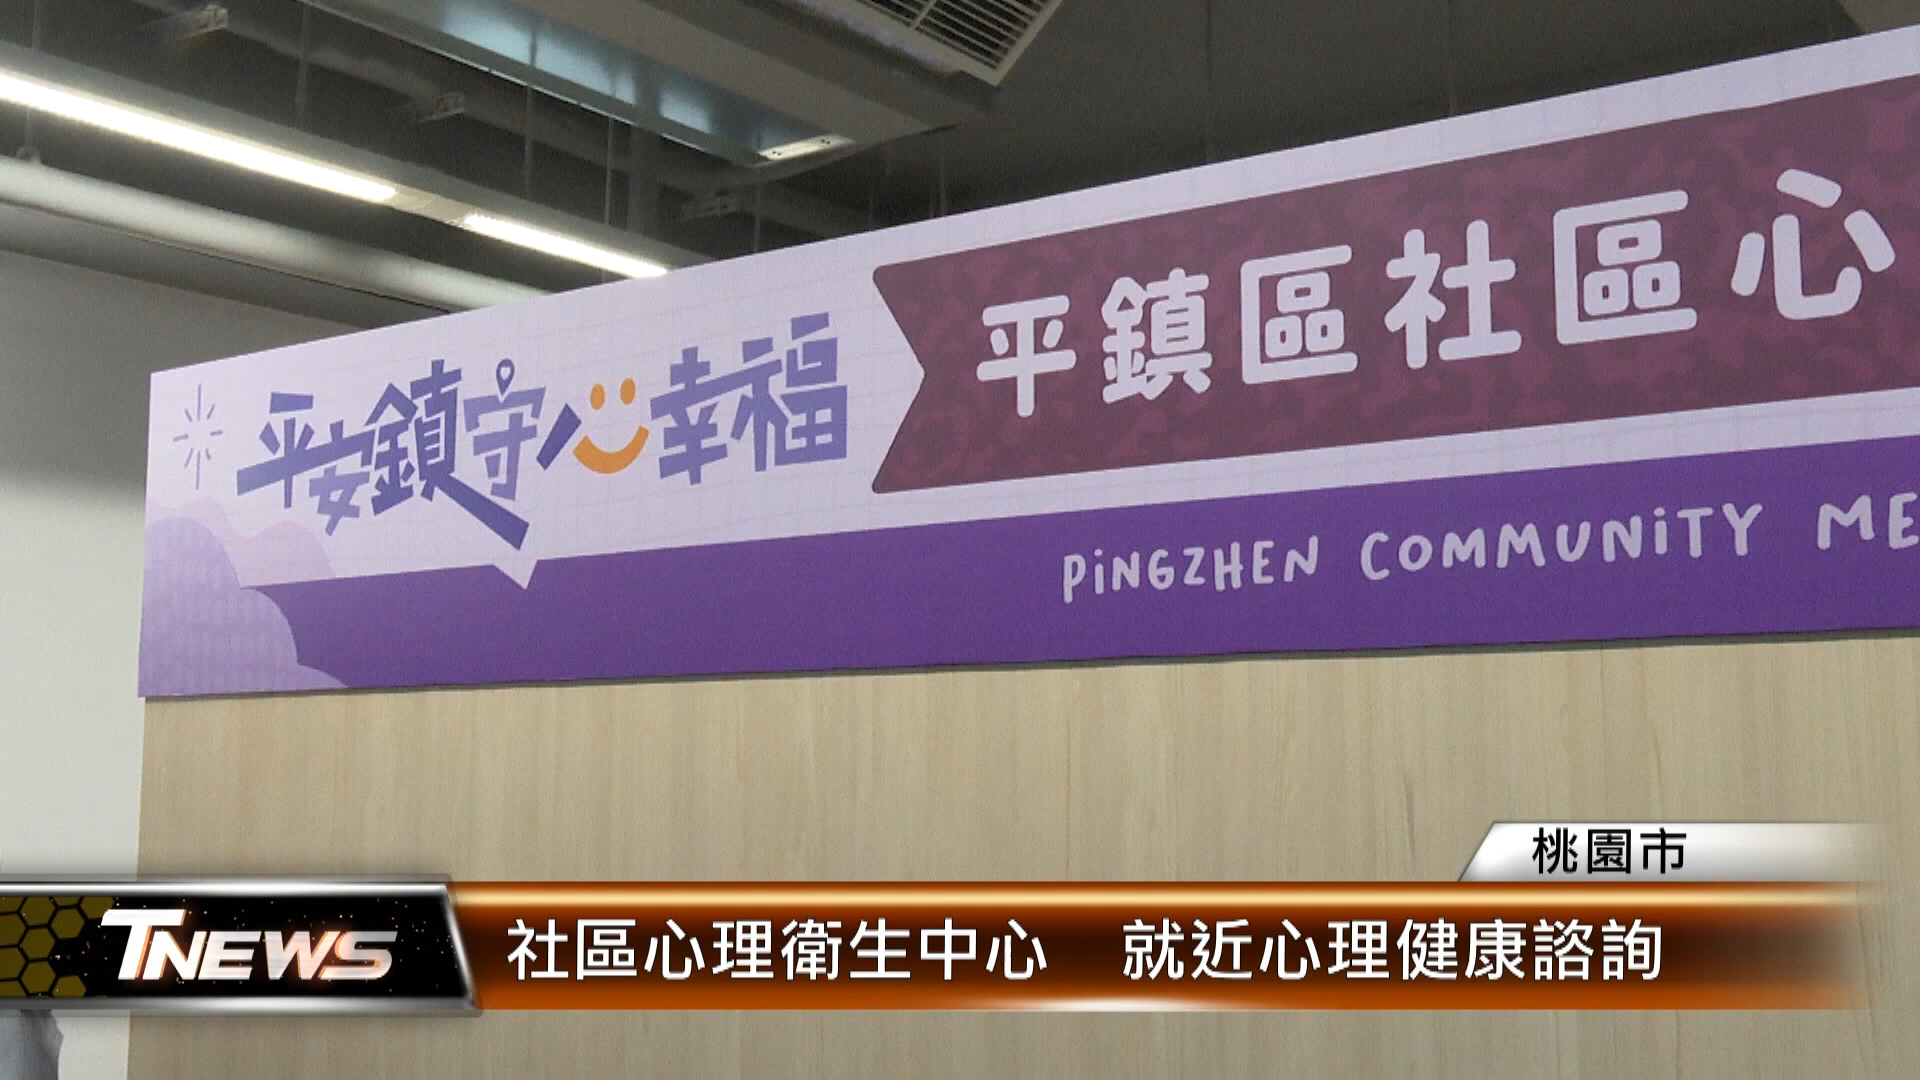 平安鎮守心幸福
平鎮區社區心
PINGZHEN COMMUNITY ME
桃園市
TNEWS
社區心理衛生中心 就近心理健康諮詢